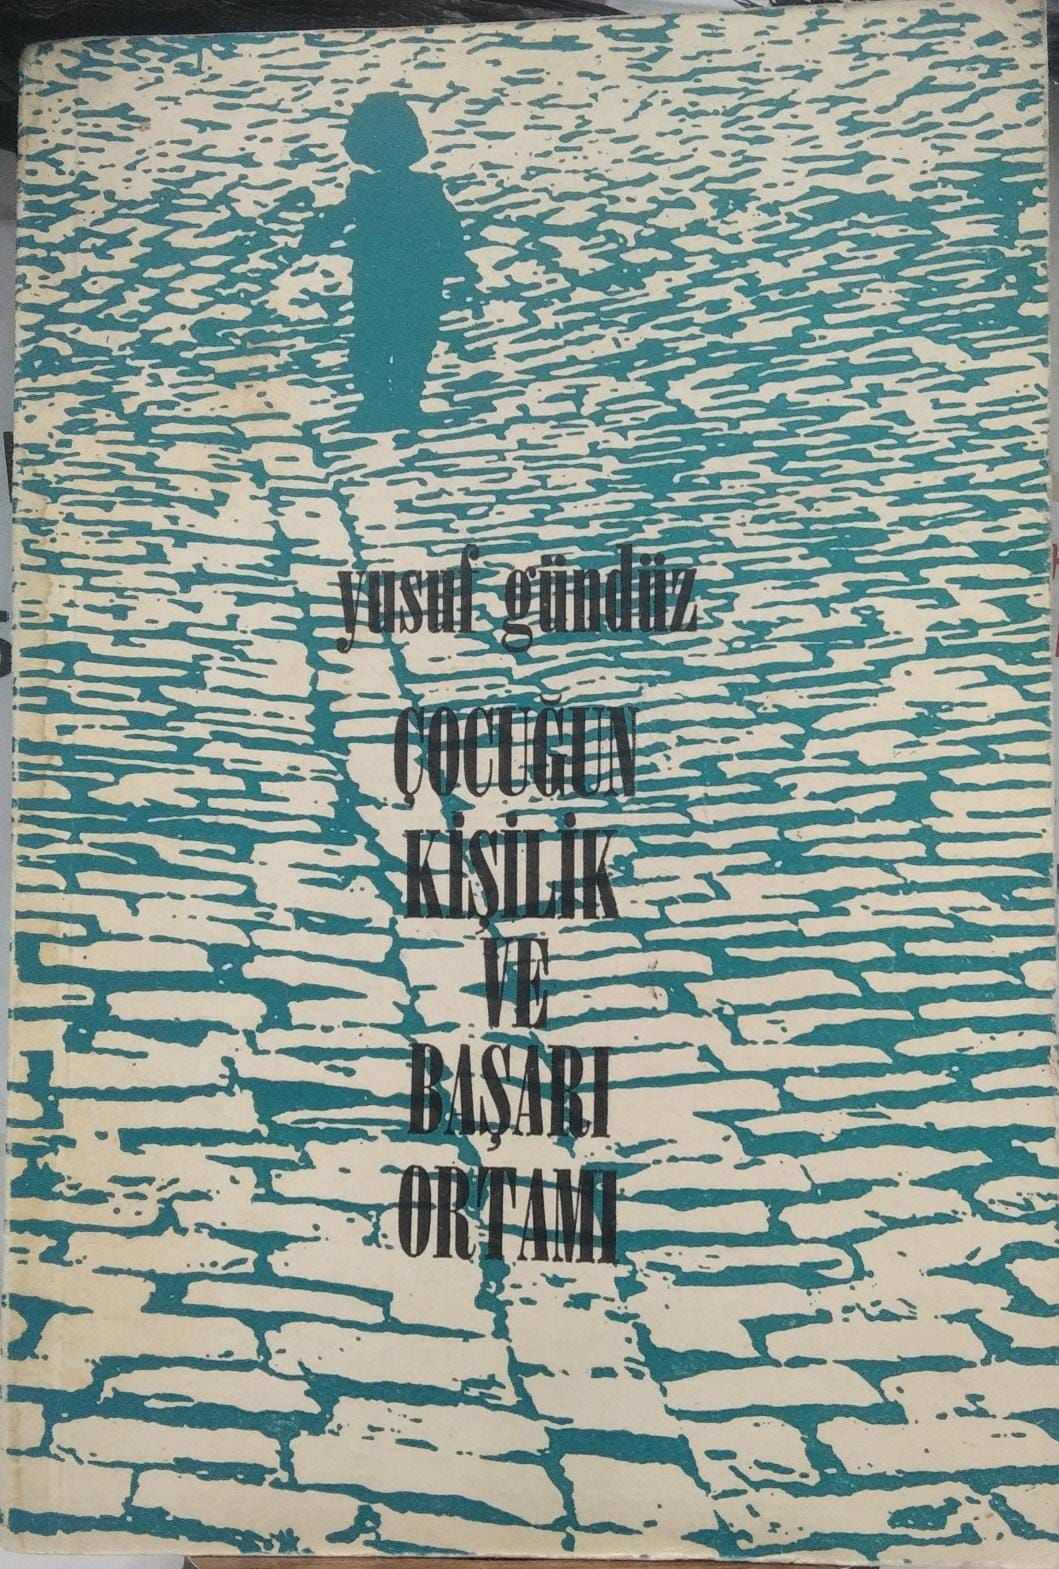 yusuf gündüz
ÇOCUĞUN
KİŞİLİK
VE
BAŞARI
ORTAMI